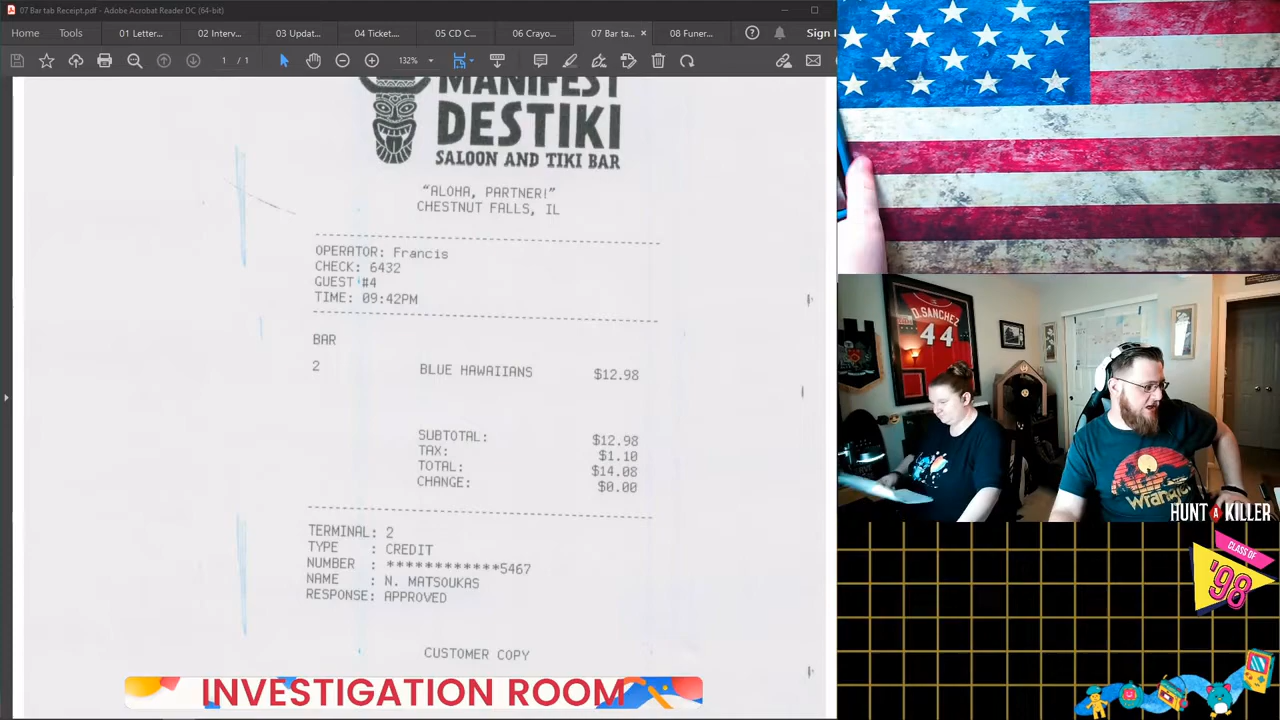 07 Bar tab Receipt.pdf - Adobe Acrobat Reader DC (64-bit)
Home Tools 01 Letter... 02 Interv... 03 Updat... 04 Ticket.... 05 CD C... 06 Crayo... 07 Bar ta... × 08 Funer... Sign I
1 / 1 132%
MANIFEST
DESTIKI
SALOON AND TIKI BAR
"ALOHA, PARTNER!"
CHESTNUT FALLS, IL
OPERATOR: Francis
CHECK: 6432
GUEST #4
TIME: 09:42PM
BAR
2 BLUE HAWAIIANS $12.98
SUBTOTAL: $12.98
TAX: $1.10
TOTAL: $14.08
CHANGE: $0.00
TERMINAL: 2
TYPE : CREDIT
NUMBER : ************5467
NAME : N. MATSOUKAS
RESPONSE: APPROVED
CUSTOMER COPY
INVESTIGATION ROOM
D.SANCHEZ
44
Wrangler
HUNT A KILLER
CLASS OF
'98